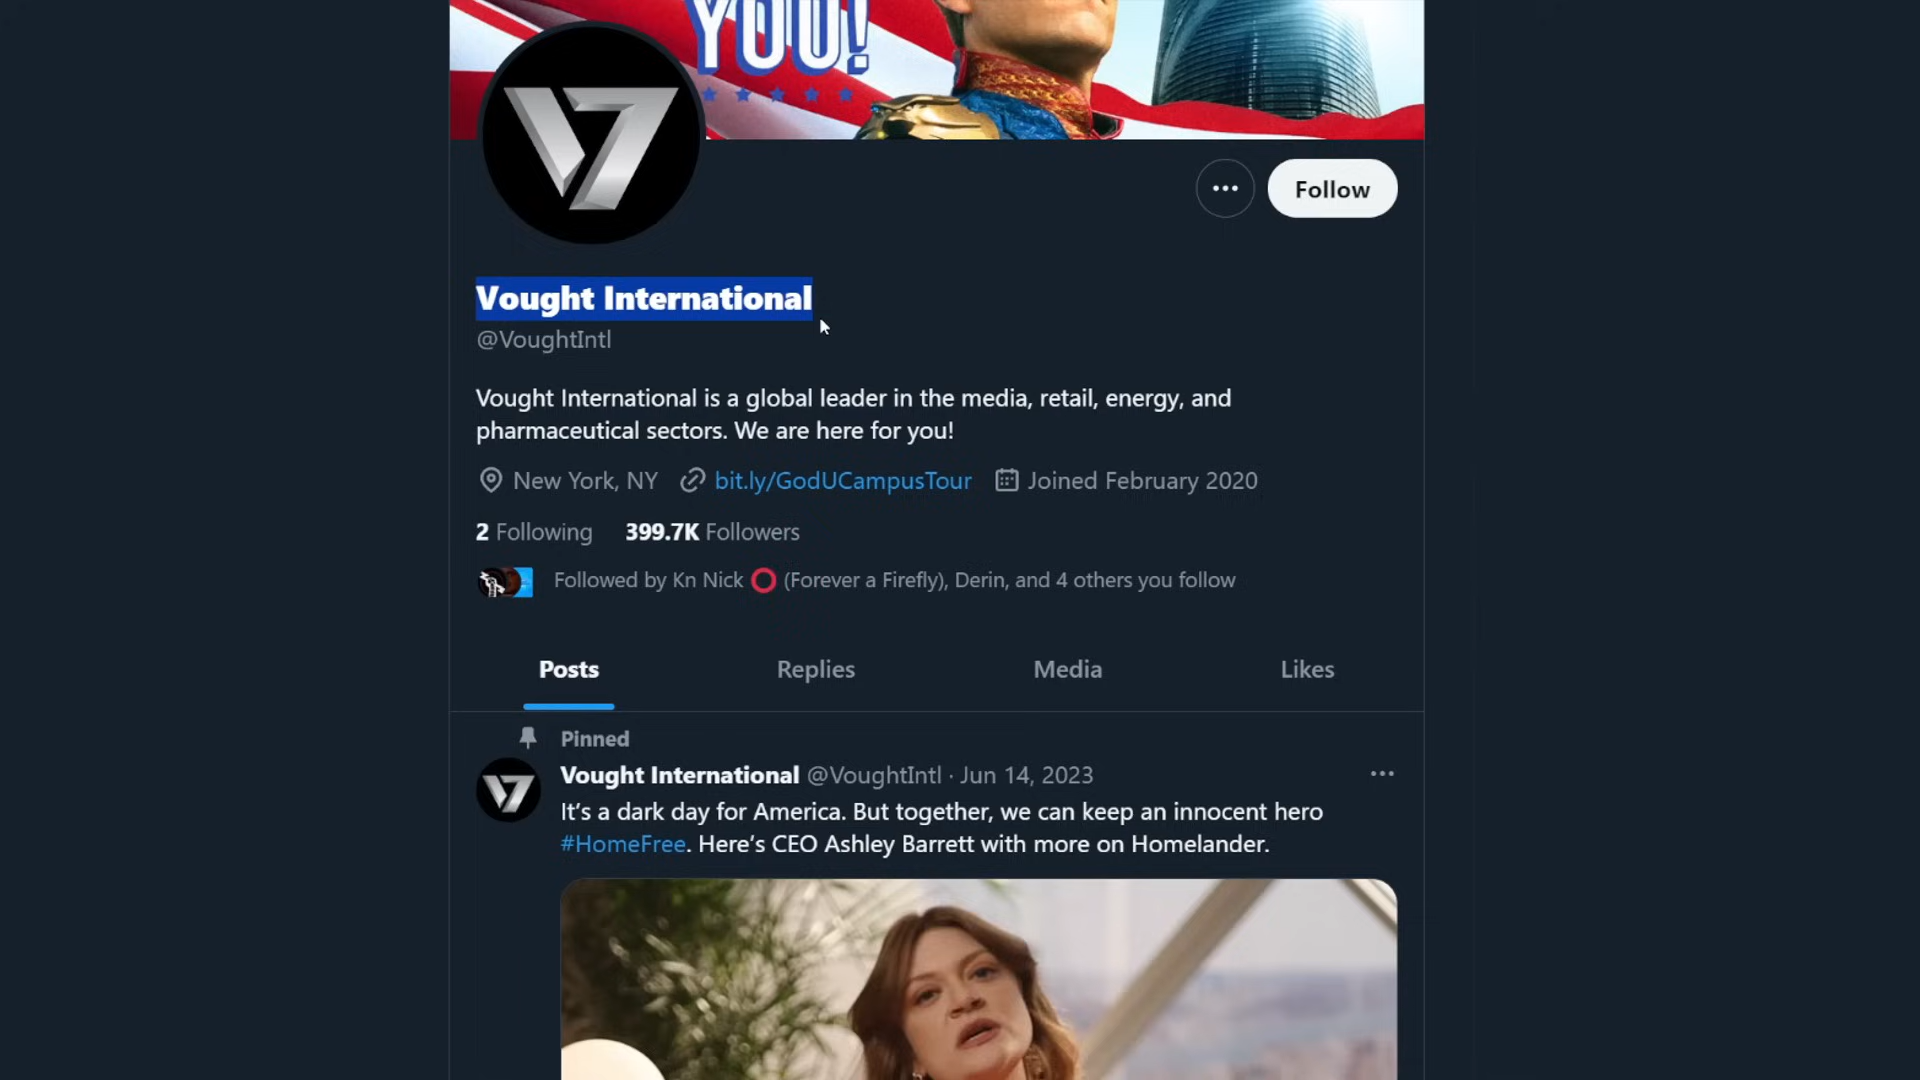 YOU!
Follow
Vought International
@VoughtIntl
Vought International is a global leader in the media, retail, energy, and
pharmaceutical sectors. We are here for you!
New York, NY bit.ly/GodUCampusTour Joined February 2020
2 Following 399.7K Followers
Followed by Kn Nick ⭕ (Forever a Firefly), Derin, and 4 others you follow
Posts Replies Media Likes
Pinned
Vought International @VoughtIntl · Jun 14, 2023
It’s a dark day for America. But together, we can keep an innocent hero
#HomeFree. Here’s CEO Ashley Barrett with more on Homelander.